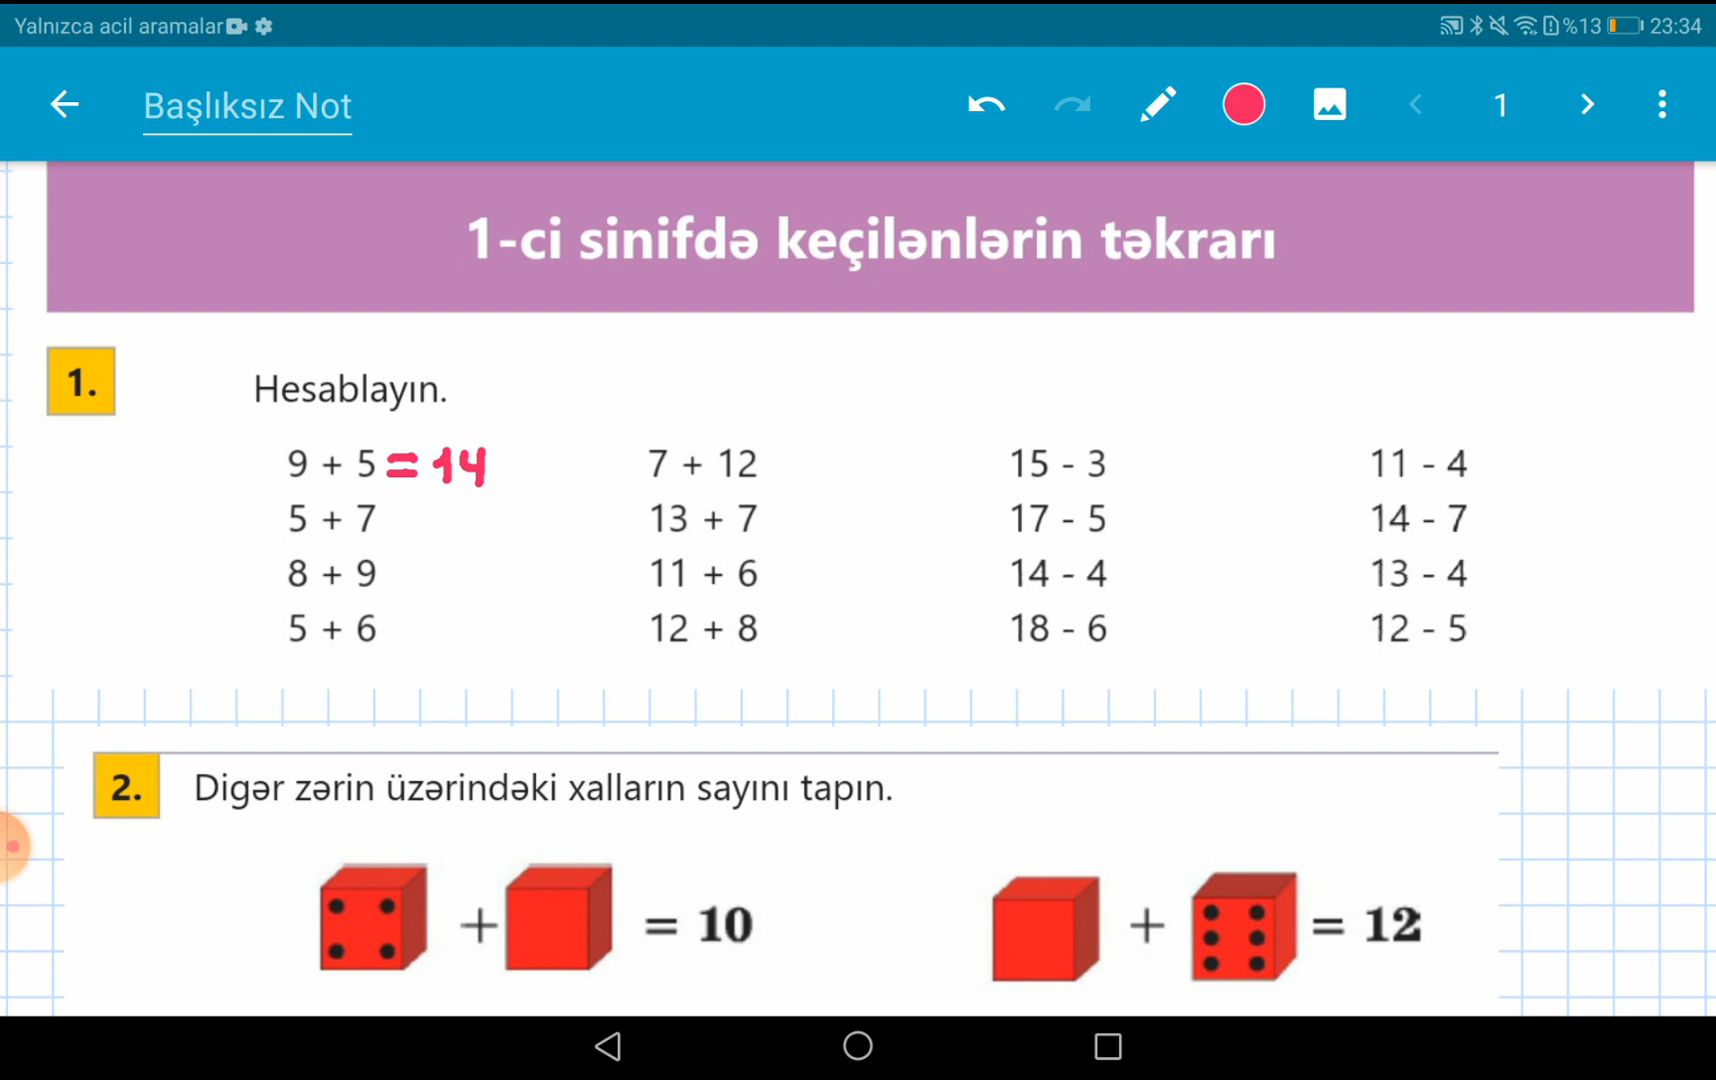 Yalnızca acil aramalar %13 23:34
Başlıksız Not 1
1-ci sinifdə keçilənlərin təkrarı
1. Hesablayın.
9 + 5 = 14 7 + 12 15 - 3 11 - 4
5 + 7 13 + 7 17 - 5 14 - 7
8 + 9 11 + 6 14 - 4 13 - 4
5 + 6 12 + 8 18 - 6 12 - 5
2. Digər zərin üzərindəki xalların sayını tapın.
+ = 10 + = 12